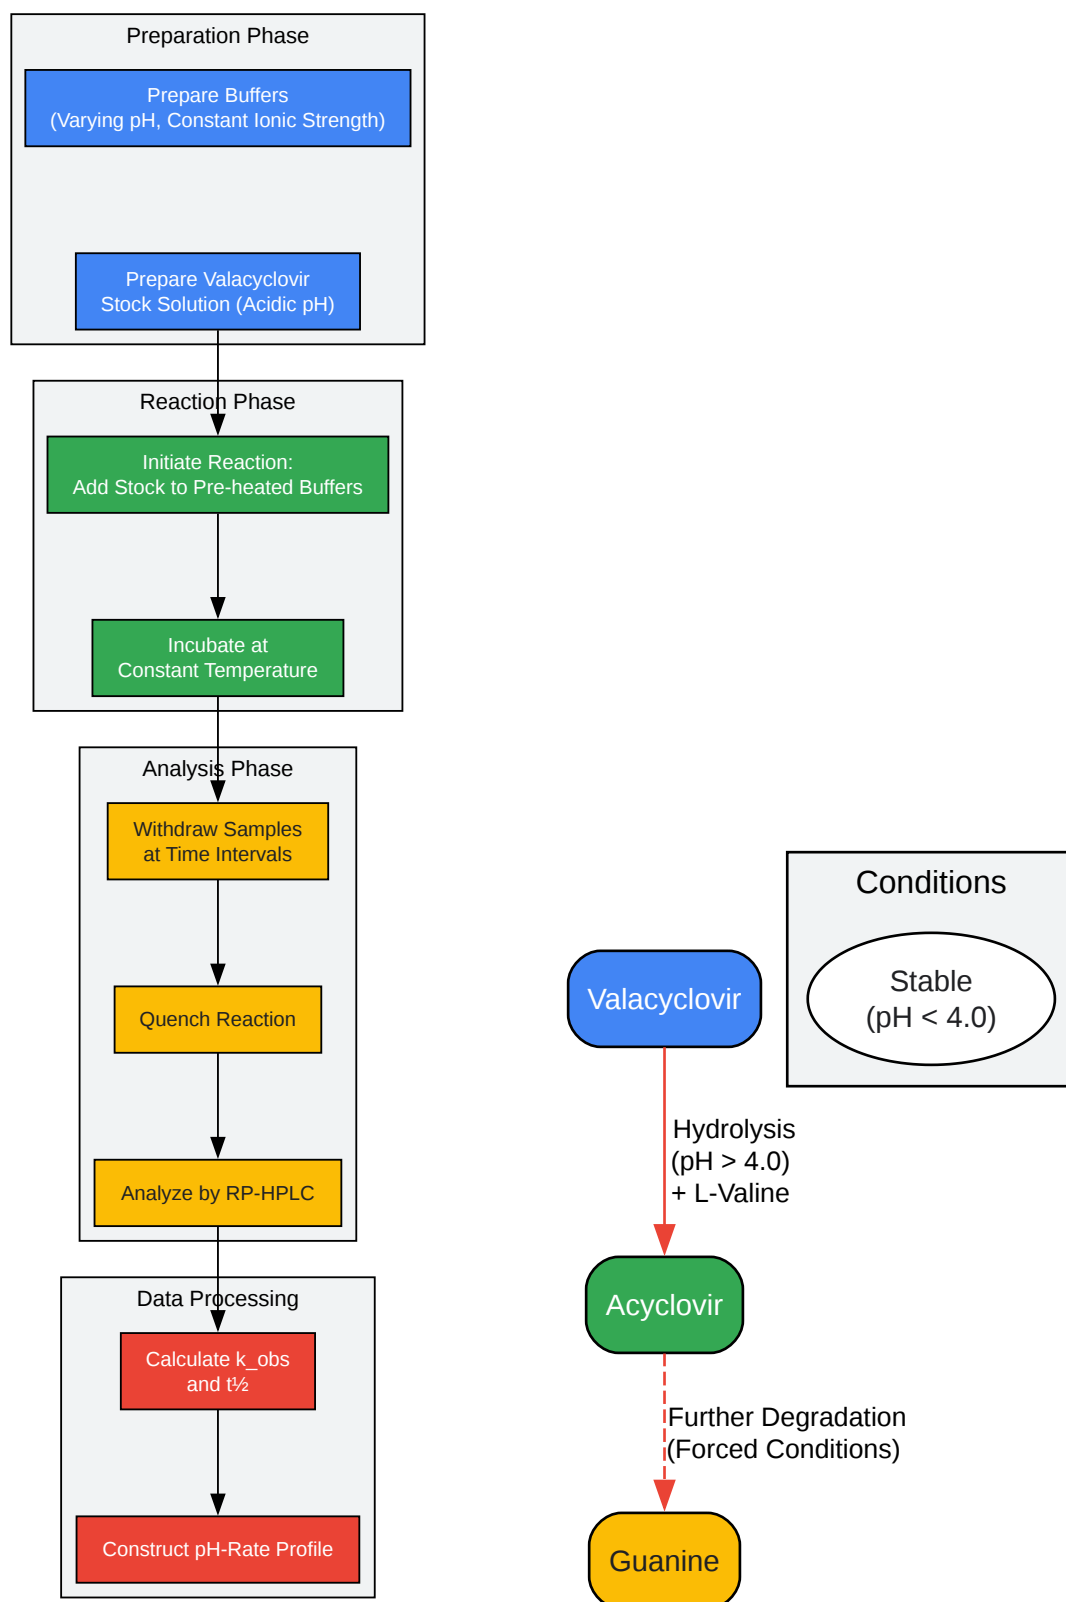 Preparation Phase
Prepare Buffers
(Varying pH, Constant Ionic Strength)
Prepare Valacyclovir
Stock Solution (Acidic pH)
Reaction Phase
Initiate Reaction:
Add Stock to Pre-heated Buffers
Incubate at
Constant Temperature
Analysis Phase
Withdraw Samples
at Time Intervals
Quench Reaction
Analyze by RP-HPLC
Data Processing
Calculate k_obs
and t½
Construct pH-Rate Profile
Conditions
Stable
(pH < 4.0)
Valacyclovir
Hydrolysis
(pH > 4.0)
+ L-Valine
Acyclovir
Further Degradation
(Forced Conditions)
Guanine